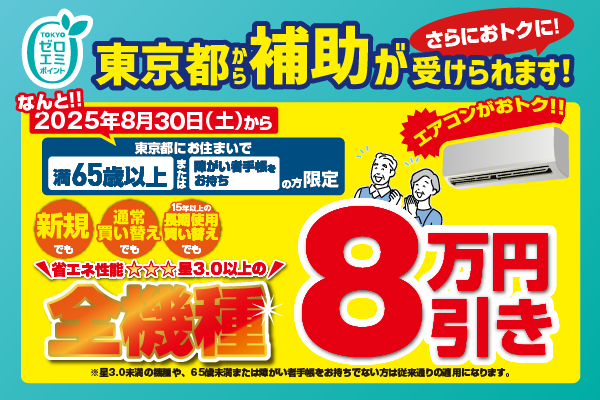 TOKYO
ゼロ
エミ
ポイント
さらにおトクに!
東京都から補助が受けられます!
なんと!!
2025年8月30日(土)から
エアコンがおトク!!
東京都にお住まいで
満65歳以上
または
障がい者手帳を
お持ち
の方限定
新規
でも
通常
買い替え
でも
15年以上の
長期使用
買い替え
でも
省エネ性能☆☆☆星3.0以上の
全機種
8万円
引き
※星3.0未満の機種や、65歳未満または障がい者手帳をお持ちでない方は従来通りの適用になります。